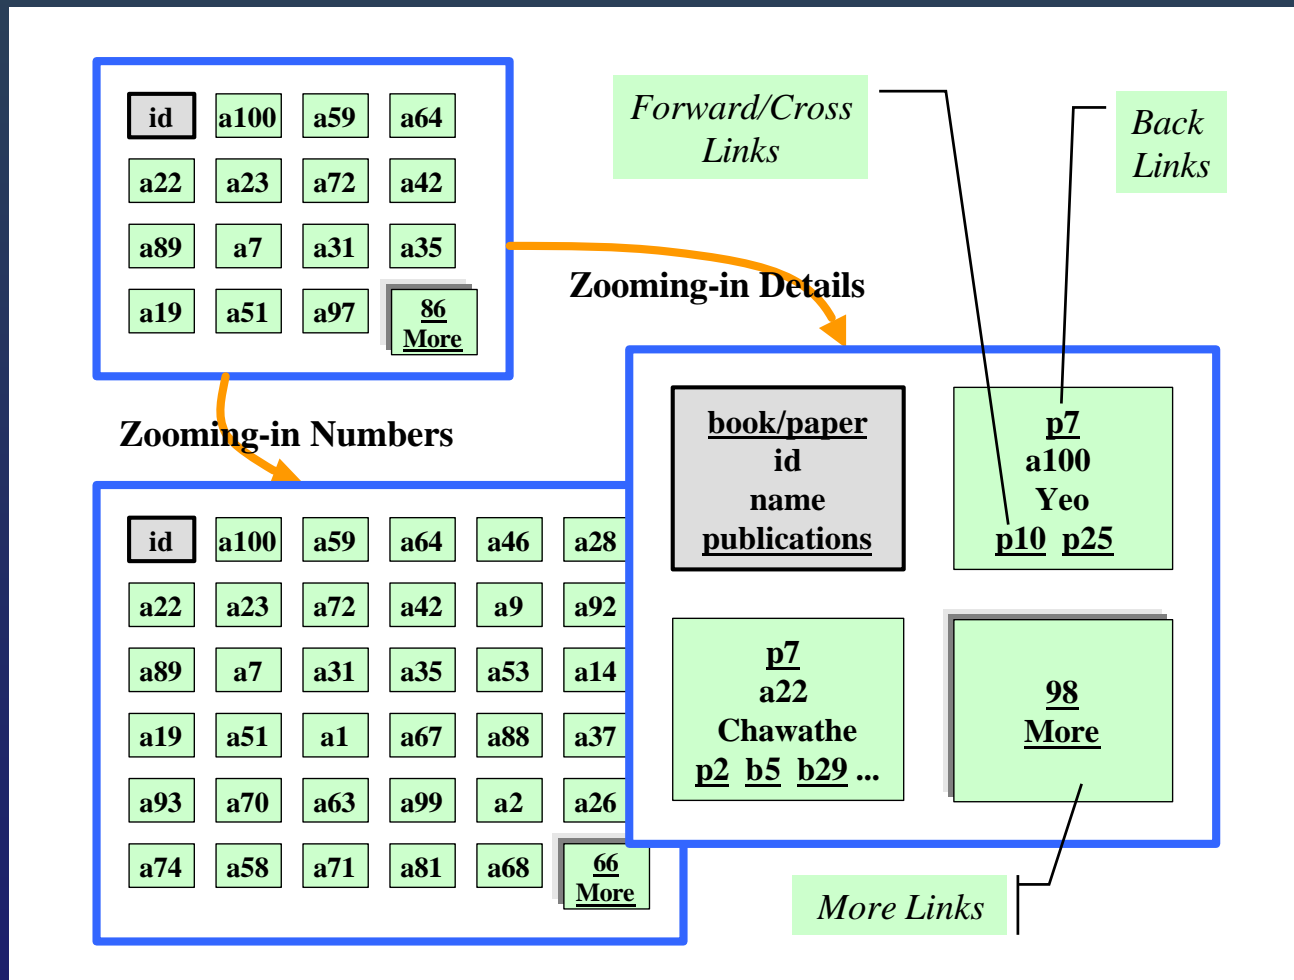 id a100 a59 a64
a22 a23 a72 a42
a89 a7 a31 a35
a19 a51 a97 86
More
Forward/Cross
Links
Back
Links
Zooming-in Details
Zooming-in Numbers
id a100 a59 a64 a46 a28
a22 a23 a72 a42 a9 a92
a89 a7 a31 a35 a53 a14
a19 a51 a1 a67 a88 a37
a93 a70 a63 a99 a2 a26
a74 a58 a71 a81 a68 66
More
book/paper
id
name
publications
p7
a100
Yeo
p10 p25
p7
a22
Chawathe
p2 b5 b29 ...
98
More
More Links